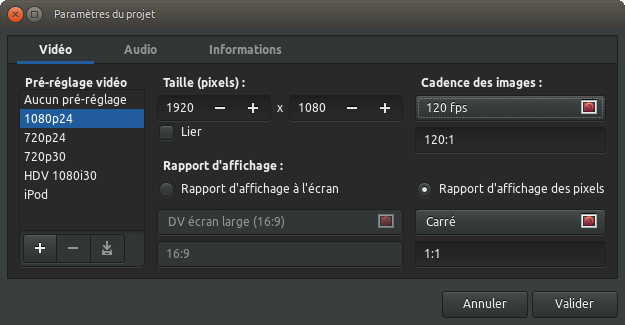 Paramètres du projet
Vidéo
Audio
Informations
Pré-réglage vidéo
Aucun pré-réglage
1080p24
720p24
720p30
HDV 1080i30
iPod
Taille (pixels) :
1920 − + x 1080 − +
Lier
Cadence des images :
120 fps
120:1
Rapport d'affichage :
Rapport d'affichage à l'écran
DV écran large (16:9)
16:9
Rapport d'affichage des pixels
Carré
1:1
Annuler
Valider